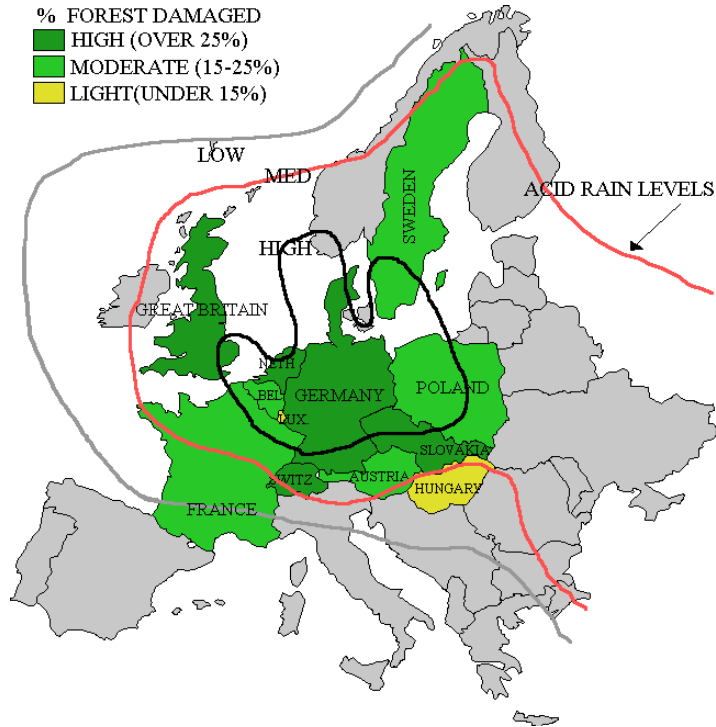 % FOREST DAMAGED
HIGH (OVER 25%)
MODERATE (15-25%)
LIGHT(UNDER 15%)
LOW
MED
ACID RAIN LEVELS
SWEDEN
HIGH
GREAT BRITAIN
NETH
GERMANY
POLAND
BEL
LUX.
SLOVAKIA
SWITZ
AUSTRIA
HUNGARY
FRANCE